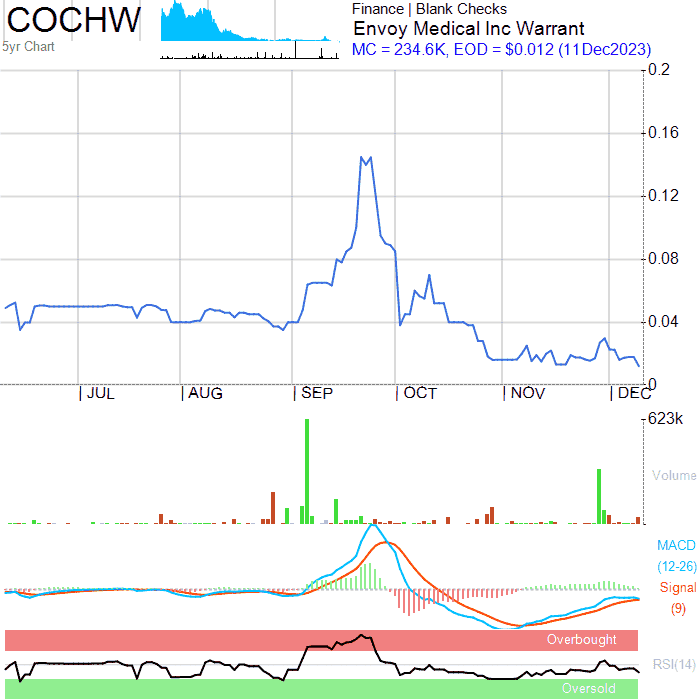 COCHW
5yr Chart
Finance | Blank Checks
Envoy Medical Inc Warrant
MC = 234.6K, EOD = $0.012 (11Dec2023)
0.2
0.16
0.12
0.08
0.04
0
JUL AUG SEP OCT NOV DEC
623k
Volume
MACD
(12-26)
Signal
(9)
Overbought
RSI(14)
Oversold